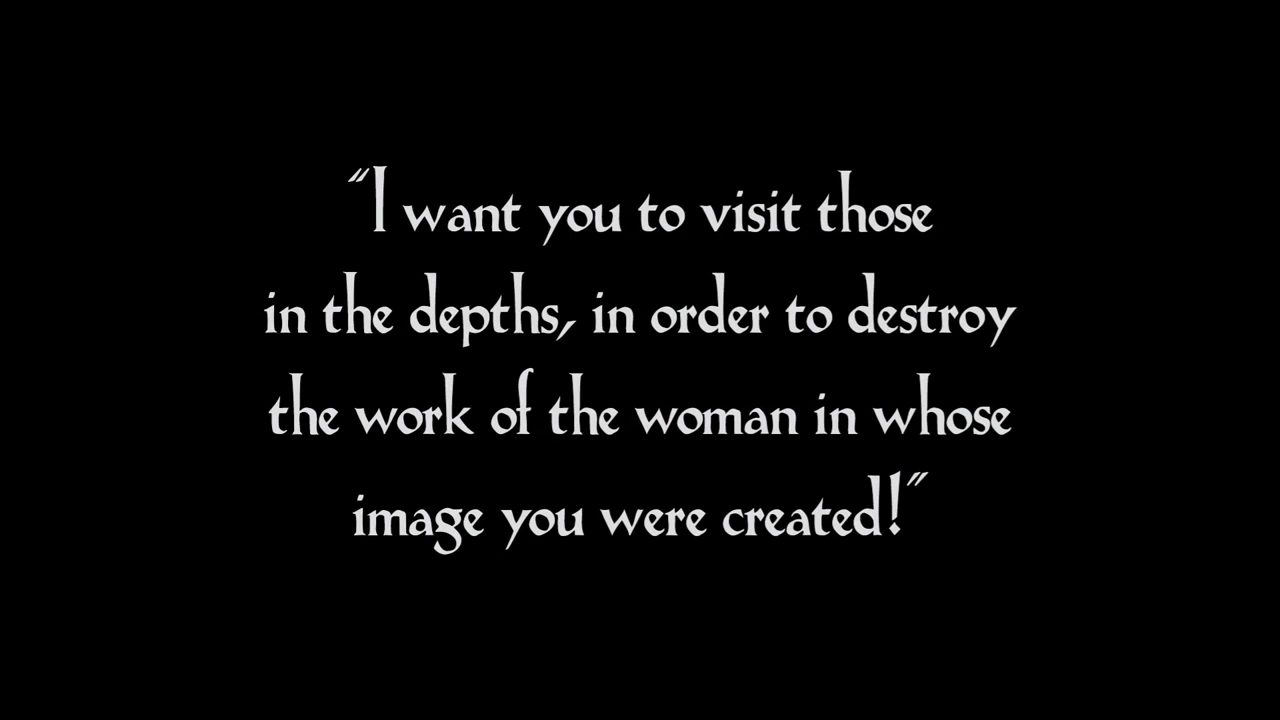 “I want you to visit those
in the depths, in order to destroy
the work of the woman in whose
image you were created!”